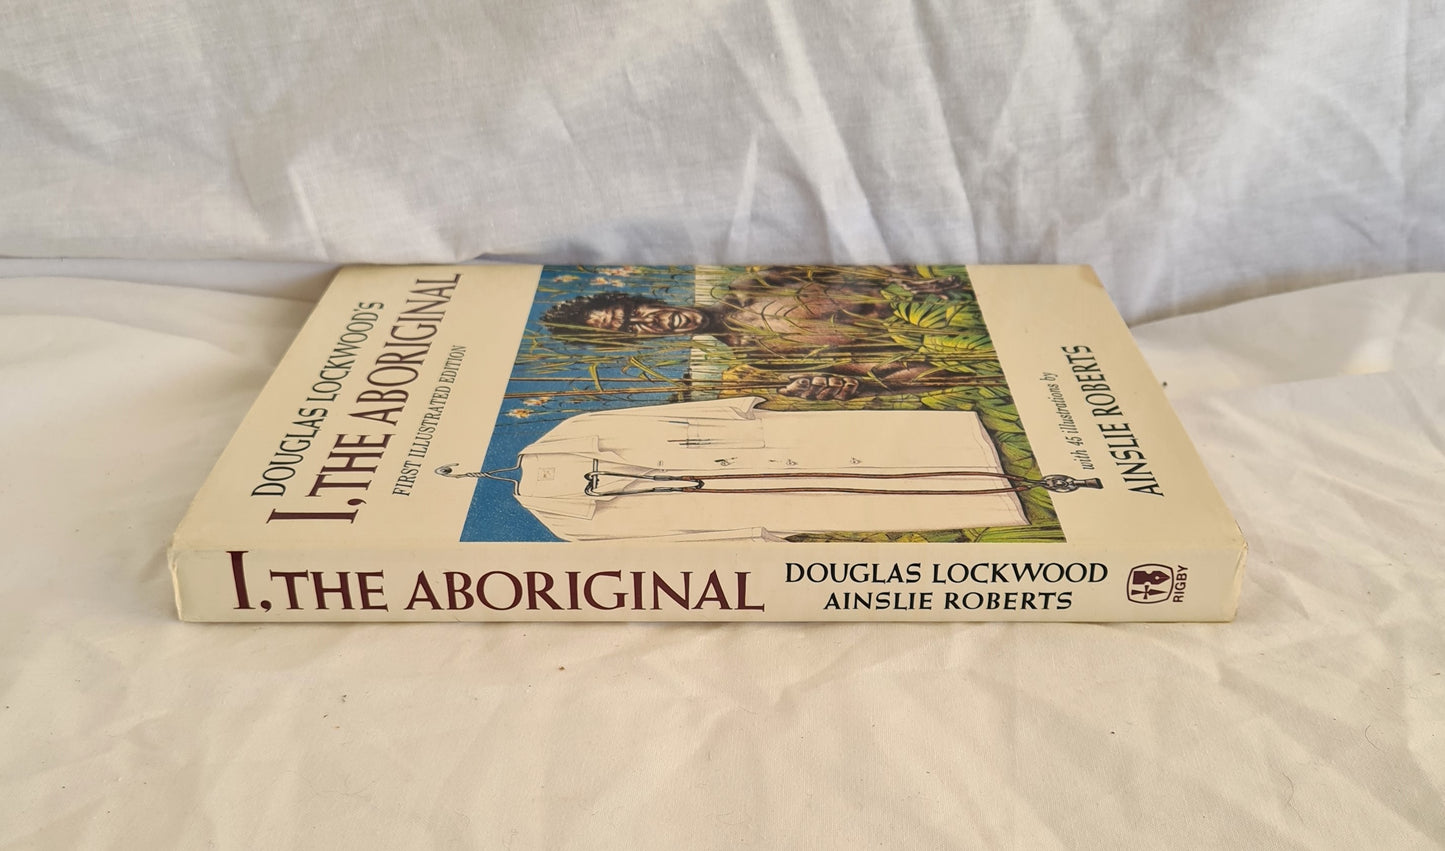 DOUGLAS LOCKWOOD'S
I, THE ABORIGINAL
FIRST ILLUSTRATED EDITION
with 45 illustrations by
AINSLIE ROBERTS
I, THE ABORIGINAL
DOUGLAS LOCKWOOD
AINSLIE ROBERTS
RIGBY